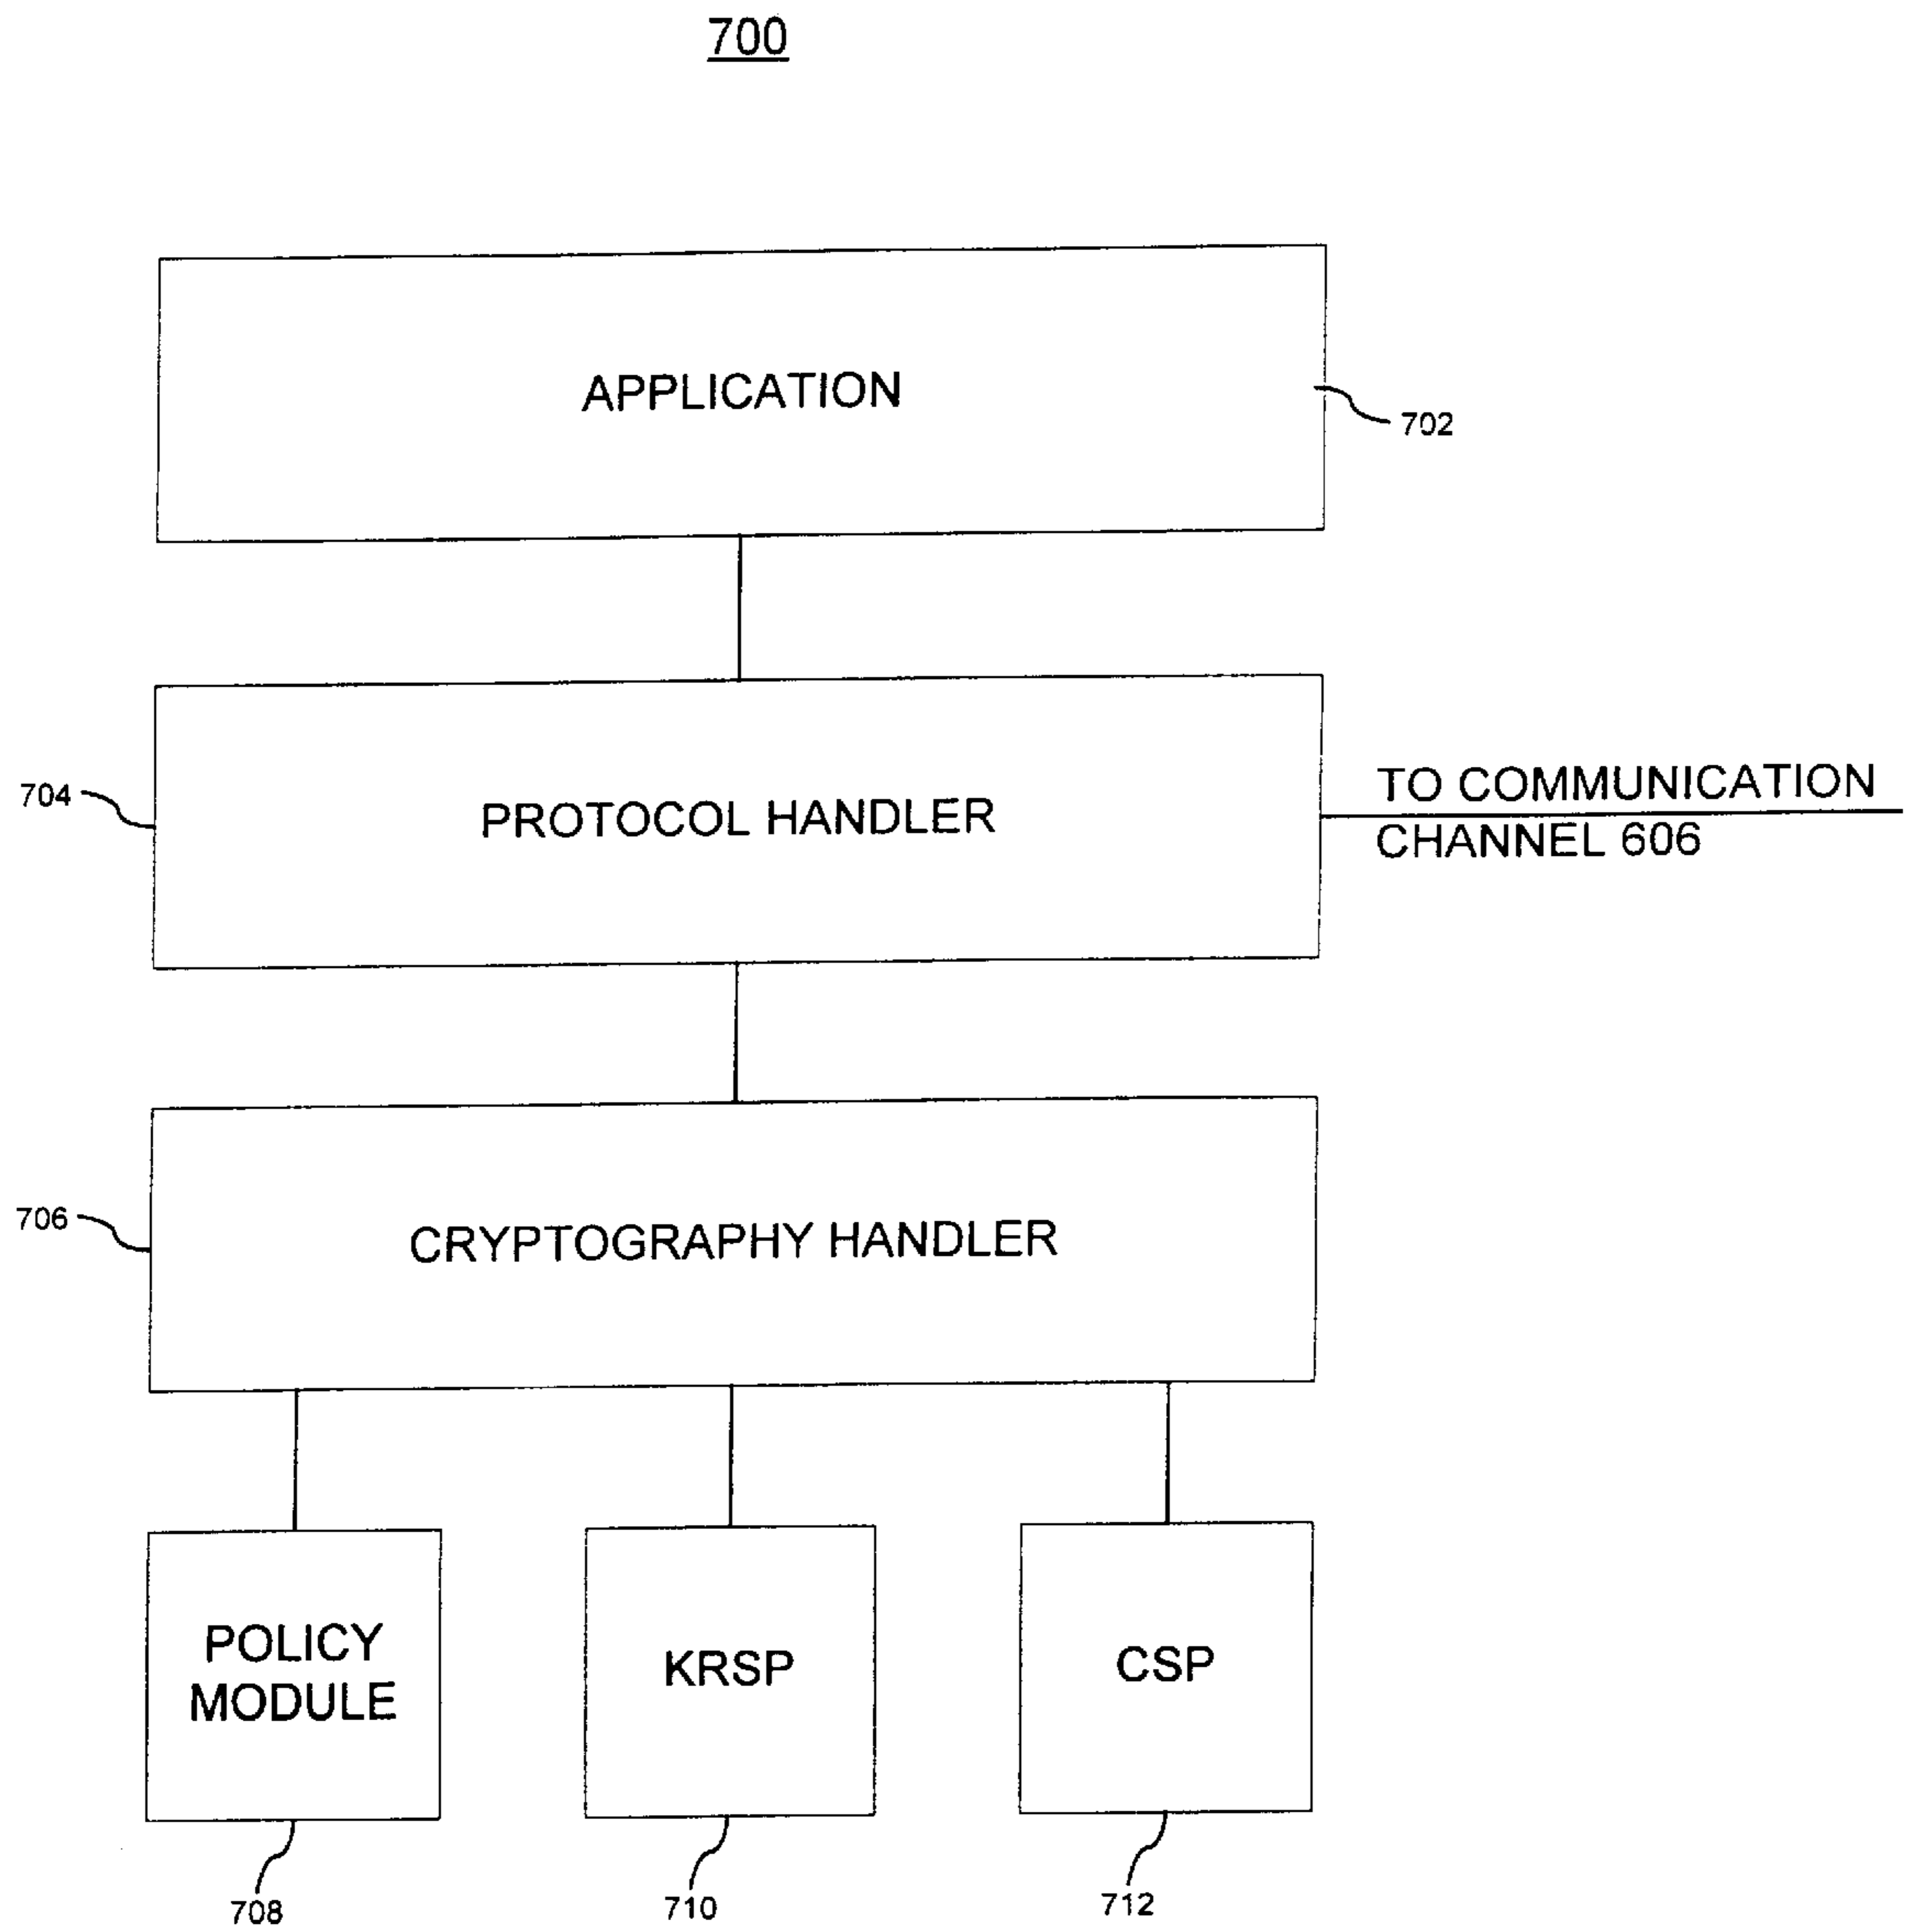 700
APPLICATION
702
704
PROTOCOL HANDLER
TO COMMUNICATION
CHANNEL 606
706
CRYPTOGRAPHY HANDLER
POLICY
MODULE
KRSP
CSP
708
710
712